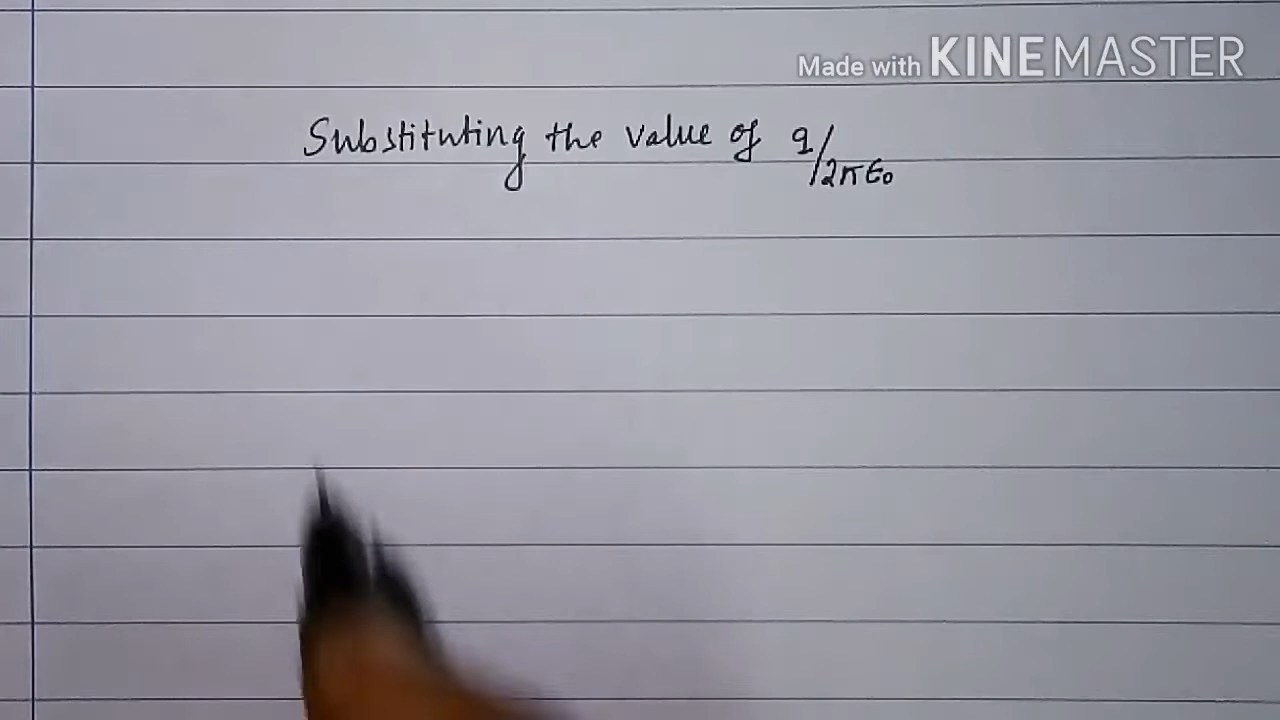 Made with KINEMASTER
Substituting the value of q/2πϵ₀